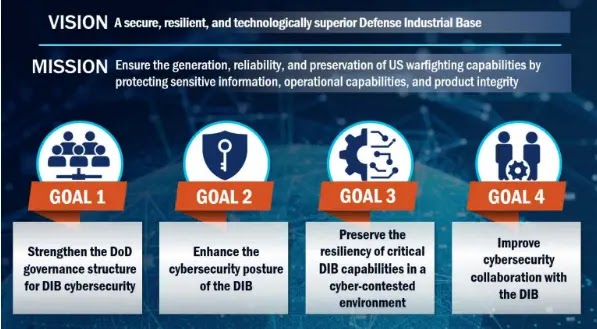 VISION A secure, resilient, and technologically superior Defense Industrial Base
MISSION Ensure the generation, reliability, and preservation of US warfighting capabilities by
protecting sensitive information, operational capabilities, and product integrity
GOAL 1
Strengthen the DoD
governance structure
for DIB cybersecurity
GOAL 2
Enhance the
cybersecurity posture
of the DIB
GOAL 3
Preserve the
resiliency of critical
DIB capabilities in a
cyber-contested
environment
GOAL 4
Improve
cybersecurity
collaboration with
the DIB